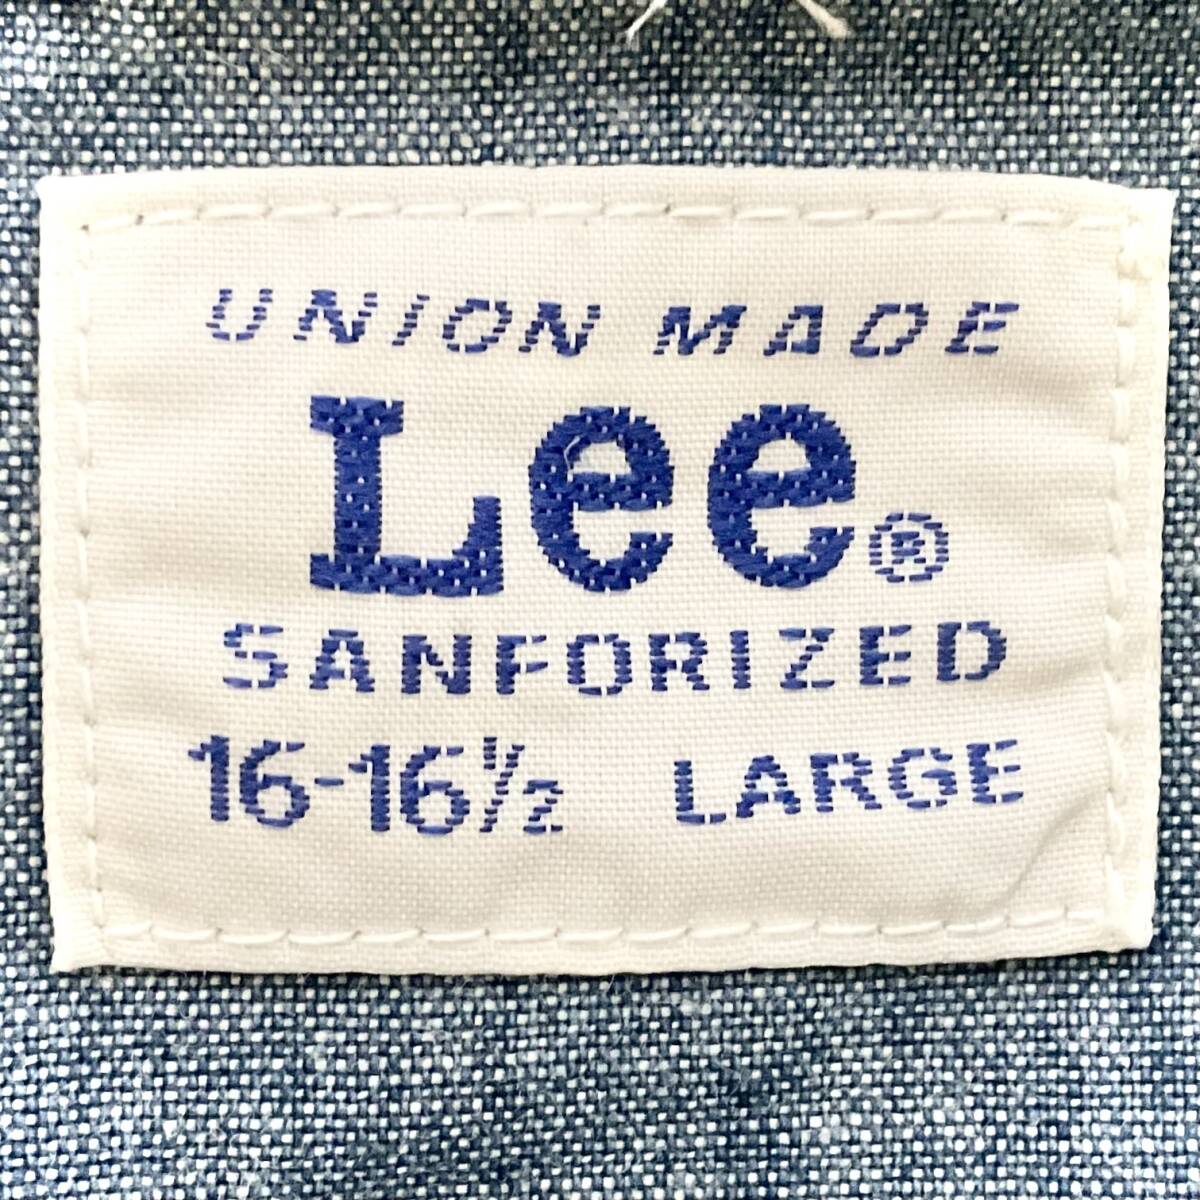 UNION MADE
Lee®
SANFORIZED
16-16½ LARGE